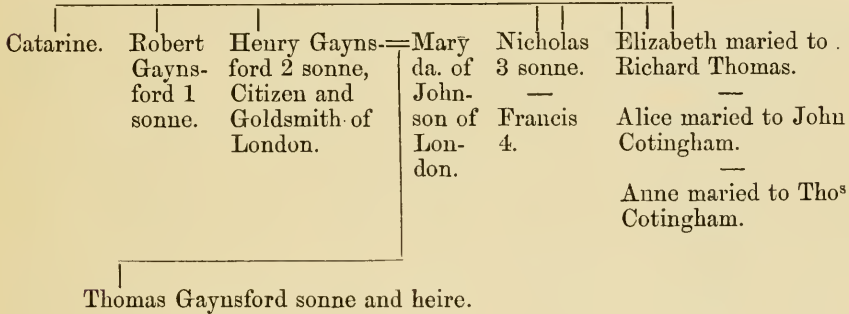 Catarine.
Robert
Gayns-
ford 1
sonne.
Henry Gayns-
ford 2 sonne,
Citizen and
Goldsmith of
London.
Mary
da. of
John-
son of
Lon-
don.
Nicholas
3 sonne.
—
Francis
4.
Elizabeth maried to
Richard Thomas.
—
Alice maried to John
Cotingham.
—
Anne maried to Thoˢ
Cotingham.
Thomas Gaynsford sonne and heire.